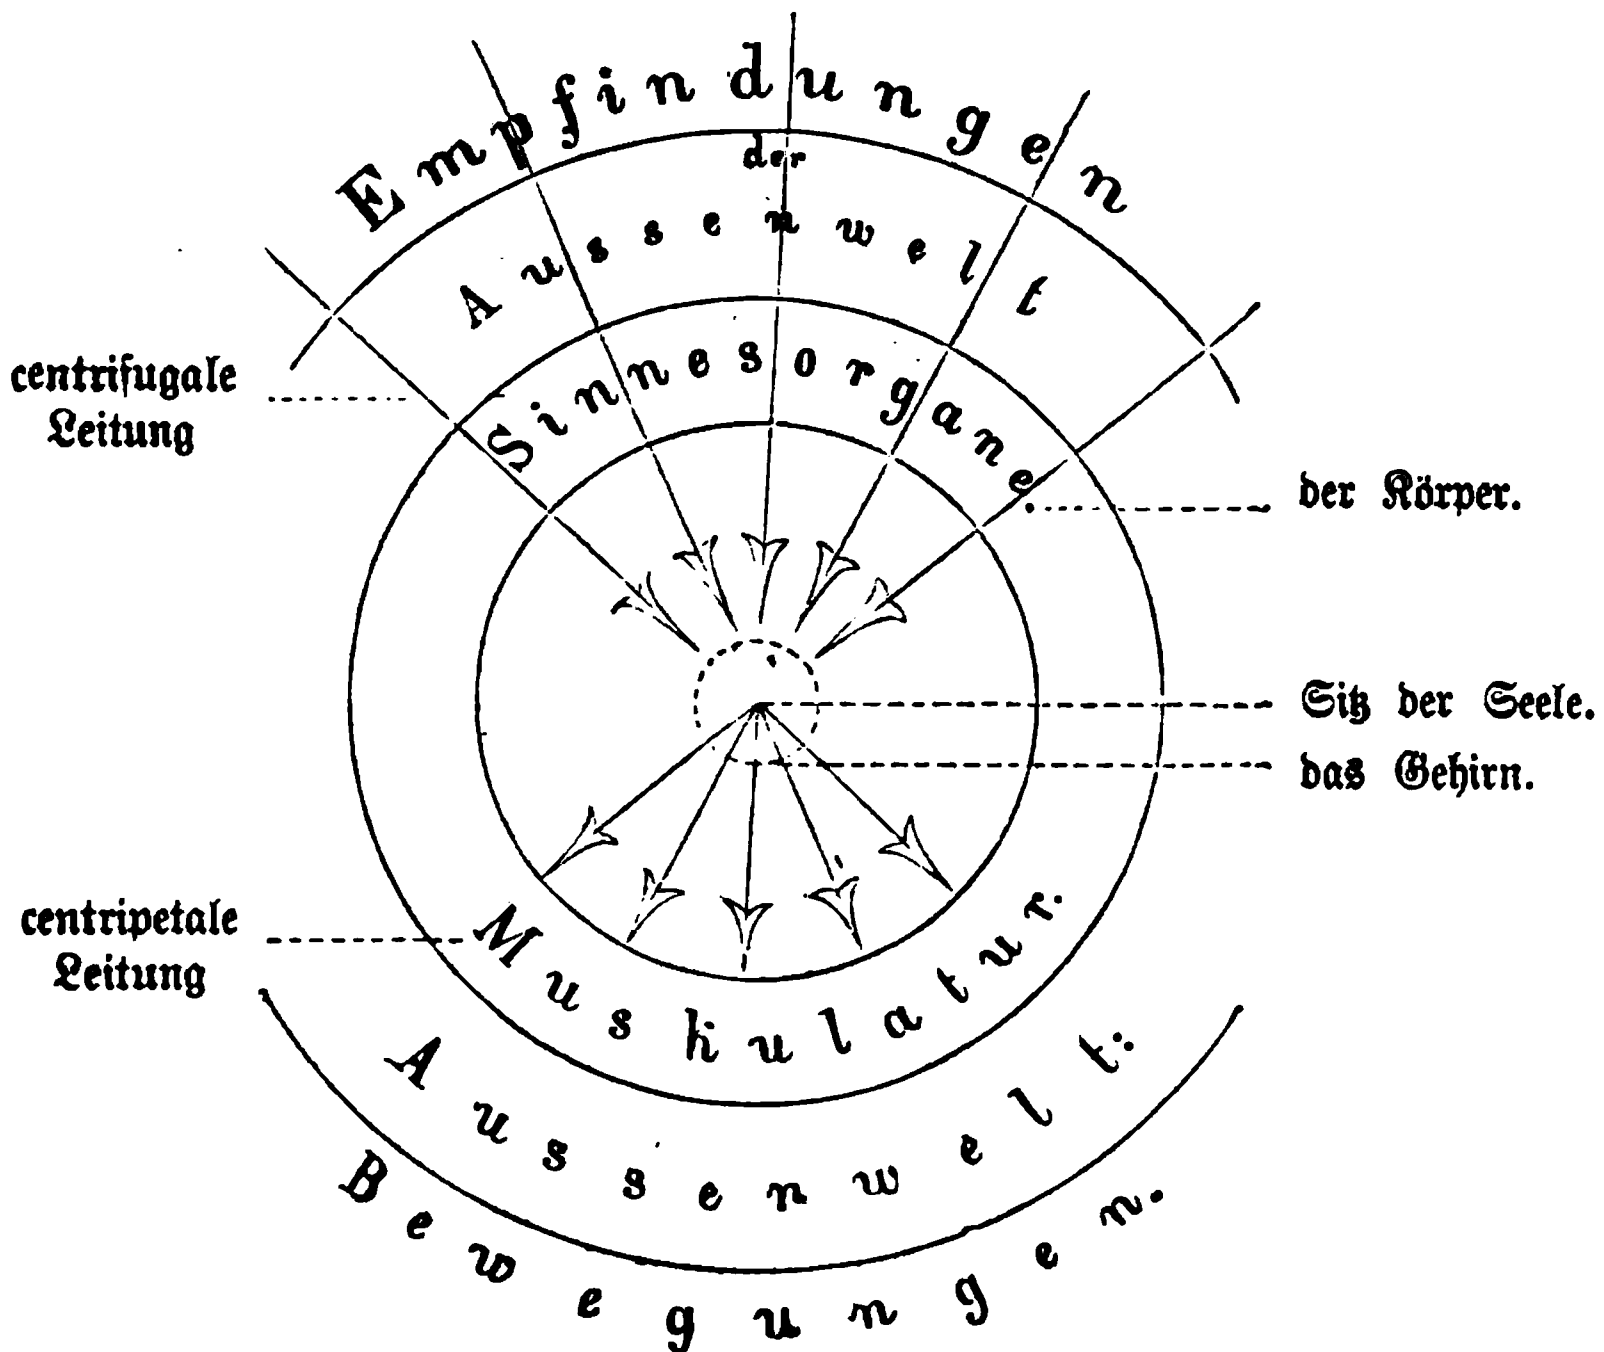 Empfindungen
der
Aussenwelt
Sinnesorgane
centrifugale
Leitung
der Körper.
Sitz der Seele.
das Gehirn.
centripetale
Leitung
Muskulatur.
Aussenwelt:
Bewegungen.